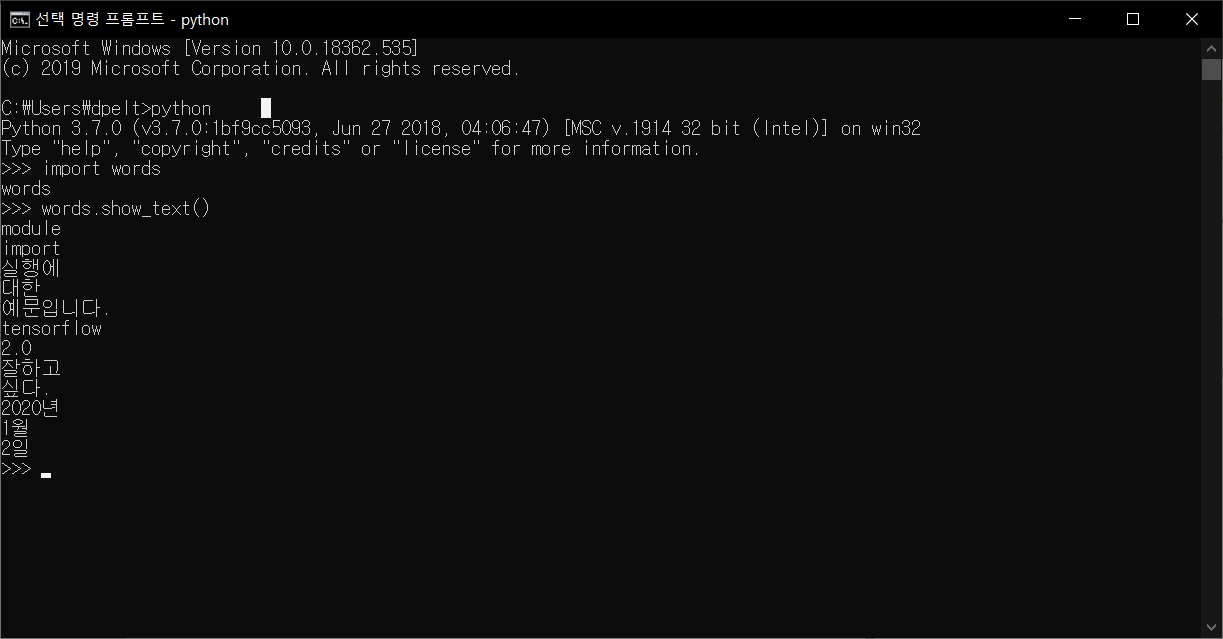 선택 명령 프롬프트 - python
Microsoft Windows [Version 10.0.18362.535]
(c) 2019 Microsoft Corporation. All rights reserved.
C:₩Users₩dpelt>python
Python 3.7.0 (v3.7.0:1bf9cc5093, Jun 27 2018, 04:06:47) [MSC v.1914 32 bit (Intel)] on win32
Type "help", "copyright", "credits" or "license" for more information.
>>> import words
words
>>> words.show_text()
module
import
실행에
대한
예문입니다.
tensorflow
2.0
잘하고
싶다.
2020년
1월
2일
>>>